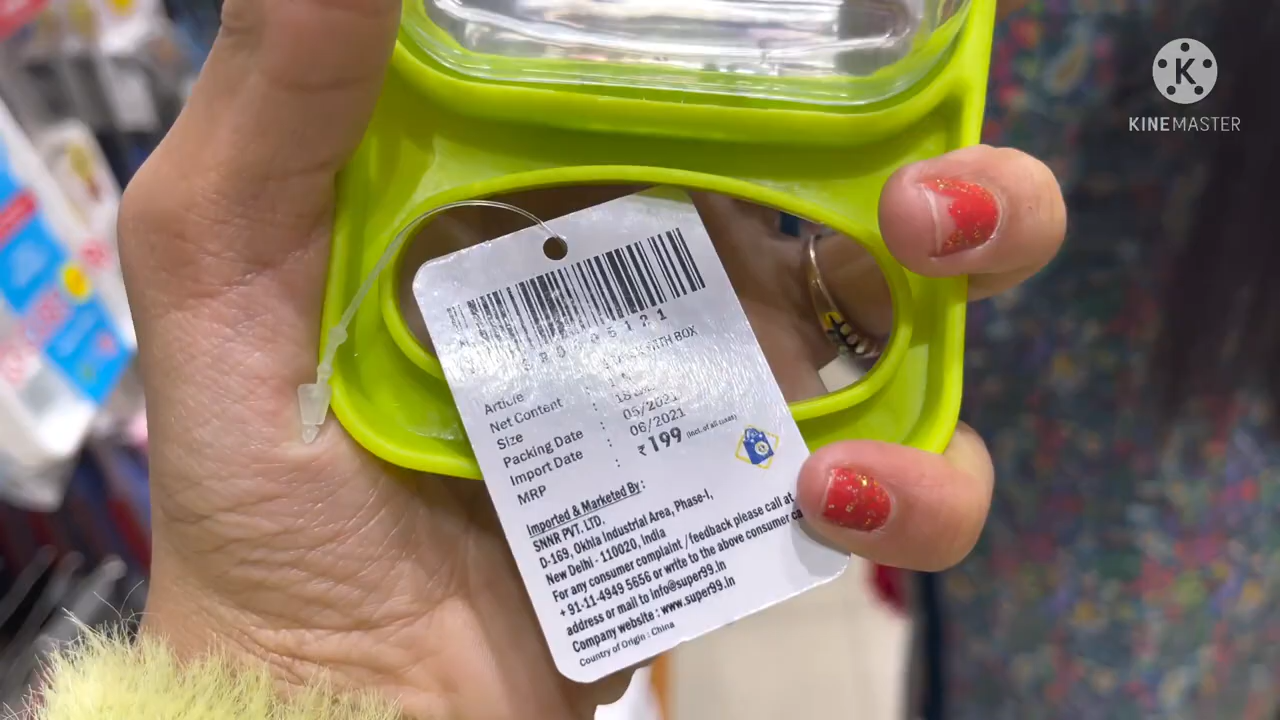 KINEMASTER
WITH BOX
Article :
Net Content :
Size : 18
Packing Date : 05/2021
Import Date : 06/2021
MRP : ₹199 (Incl. of all taxes)
Imported & Marketed By :
SNNR PVT. LTD,
D-169, Okhla Industrial Area, Phase-I,
New Delhi - 110020, India
For any consumer complaint / feedback please call at
+ 91-11-4949 5656 or write to the above consumer
address or mail to info@super99.in
Company website : www.super99.in
Country of Origin : China